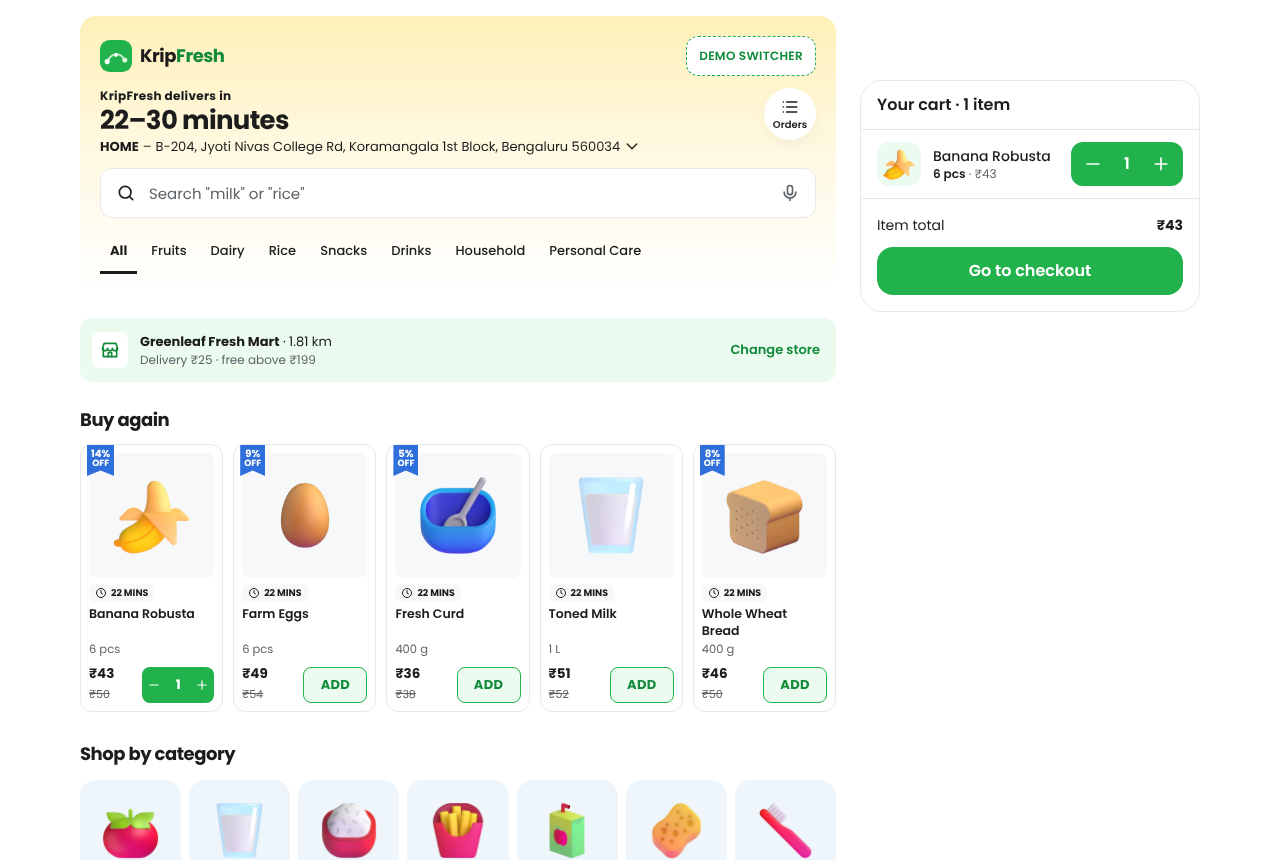 KripFresh
DEMO SWITCHER
KripFresh delivers in
22–30 minutes
Orders
HOME – B-204, Jyoti Nivas College Rd, Koramangala 1st Block, Bengaluru 560034
Search "milk" or "rice"
All Fruits Dairy Rice Snacks Drinks Household Personal Care
Your cart · 1 item
Banana Robusta
6 pcs · ₹43
− 1 +
Item total ₹43
Go to checkout
Greenleaf Fresh Mart · 1.81 km
Delivery ₹25 · free above ₹199
Change store
Buy again
14% OFF
22 MINS
Banana Robusta
6 pcs
₹43
₹50
− 1 +
9% OFF
22 MINS
Farm Eggs
6 pcs
₹49
₹54
ADD
5% OFF
22 MINS
Fresh Curd
400 g
₹36
₹38
ADD
22 MINS
Toned Milk
1 L
₹51
₹52
ADD
8% OFF
22 MINS
Whole Wheat
Bread
400 g
₹46
₹50
ADD
Shop by category